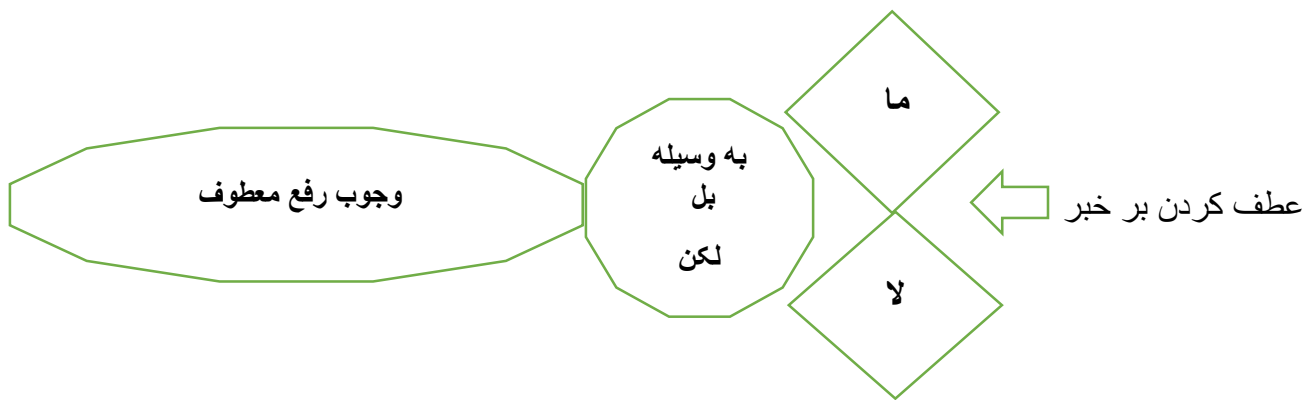 عطف کردن بر خبر
ما
لا
به وسیله
بل
لکن
وجوب رفع معطوف